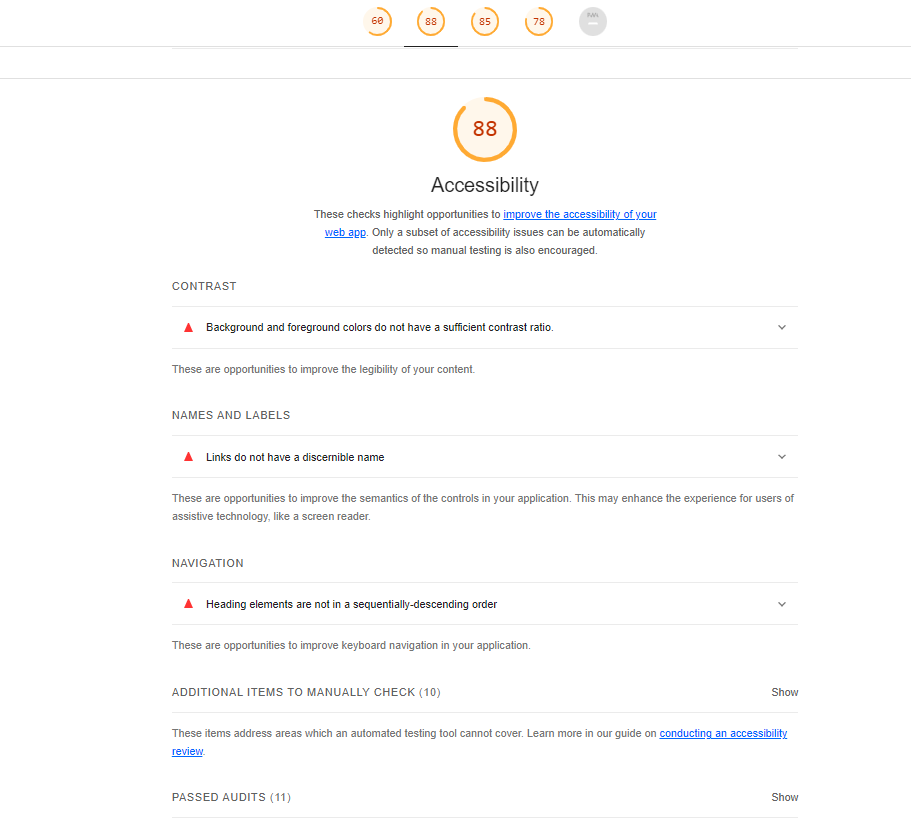 60 88 85 78
88
Accessibility
These checks highlight opportunities to improve the accessibility of your
web app. Only a subset of accessibility issues can be automatically
detected so manual testing is also encouraged.
CONTRAST
Background and foreground colors do not have a sufficient contrast ratio.
These are opportunities to improve the legibility of your content.
NAMES AND LABELS
Links do not have a discernible name
These are opportunities to improve the semantics of the controls in your application. This may enhance the experience for users of
assistive technology, like a screen reader.
NAVIGATION
Heading elements are not in a sequentially-descending order
These are opportunities to improve keyboard navigation in your application.
ADDITIONAL ITEMS TO MANUALLY CHECK (10) Show
These items address areas which an automated testing tool cannot cover. Learn more in our guide on conducting an accessibility
review.
PASSED AUDITS (11) Show